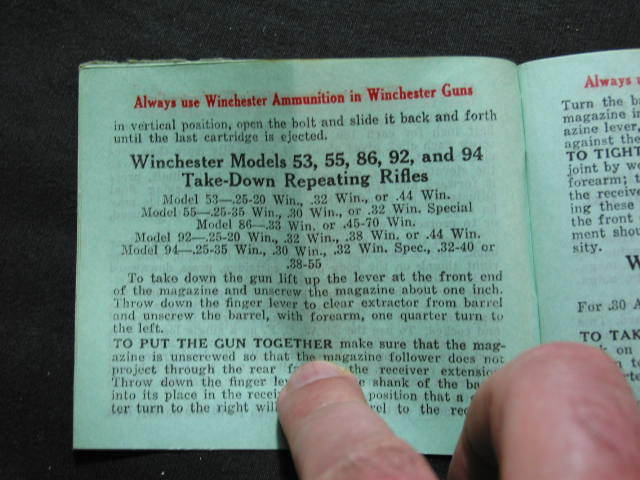 Always use Winchester Ammunition in Winchester Guns
in vertical position, open the bolt and slide it back and forth
until the last cartridge is ejected.
Winchester Models 53, 55, 86, 92, and 94
Take-Down Repeating Rifles
Model 53—.25-20 Win., .32 Win., or .44 Win.
Model 55—.25-35 Win., .30 Win., or .32 Win. Special
Model 86—.33 Win. or .45-70 Win.
Model 92—.25-20 Win., .32 Win., .38 Win. or .44 Win.
Model 94—.25-35 Win., .30 Win., .32 Win. Spec., .32-40 or
.38-55
To take down the gun lift up the lever at the front end
of the magazine and unscrew the magazine about one inch.
Throw down the finger lever to clear extractor from barrel
and unscrew the barrel, with forearm, one quarter turn to
the left.
TO PUT THE GUN TOGETHER make sure that the mag-
azine is unscrewed so that the magazine follower does not
project through the rear the receiver extension
Throw down the finger shank of the
into its place in the position that a
ter turn to the right will to the
Always
Turn the
magazine in
azine lever
against the
TO TIGHT
joint by
forearm; t
the receive
ing these
the front
ment shou
sity.
W
For .30 A
TO TAK
on